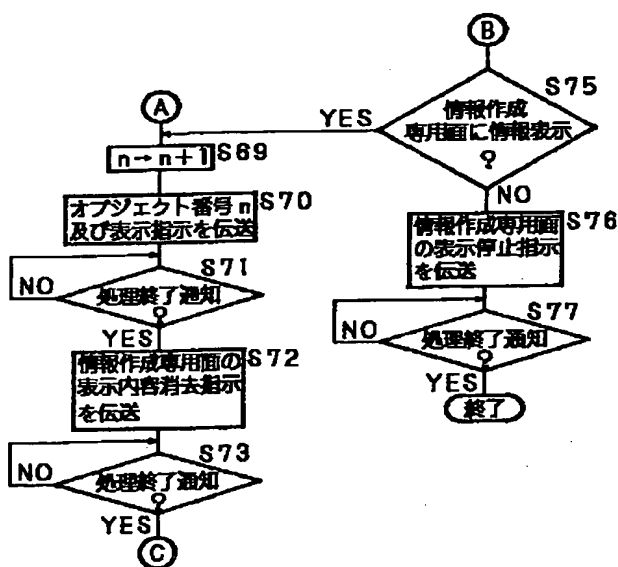 A
n→n+1 S69
オブジェクト番号n
及び表示指示を伝送
S70
S71
処理終了通知
?
NO
YES
S72
情報作成専用面の
表示内容消去指示
を伝送
S73
処理終了通知
?
NO
YES
C
B
S75
情報作成
専用面に情報表示
?
YES
NO
S76
情報作成専用面
の表示停止指示
を伝送
S77
処理終了通知
?
NO
YES
終了